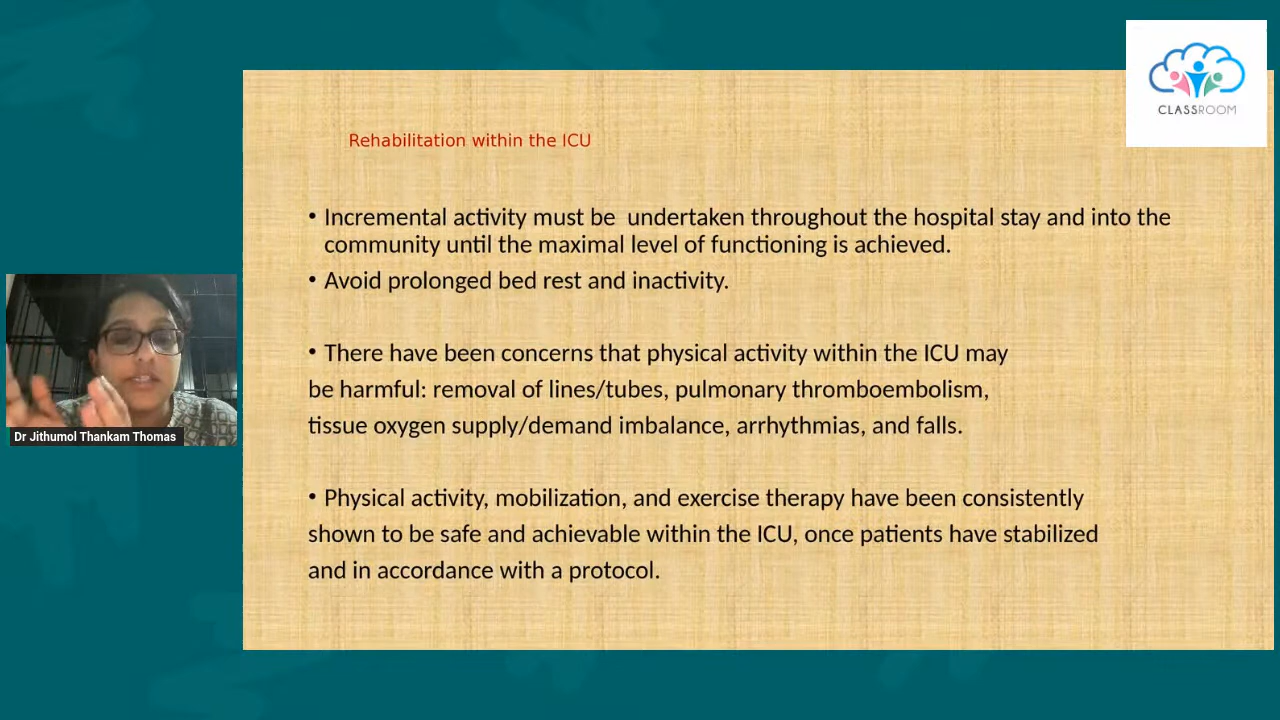 CLASSROOM
Rehabilitation within the ICU
• Incremental activity must be  undertaken throughout the hospital stay and into the
community until the maximal level of functioning is achieved.
• Avoid prolonged bed rest and inactivity.
• There have been concerns that physical activity within the ICU may
be harmful: removal of lines/tubes, pulmonary thromboembolism,
tissue oxygen supply/demand imbalance, arrhythmias, and falls.
• Physical activity, mobilization, and exercise therapy have been consistently
shown to be safe and achievable within the ICU, once patients have stabilized
and in accordance with a protocol.
Dr Jithumol Thankam Thomas